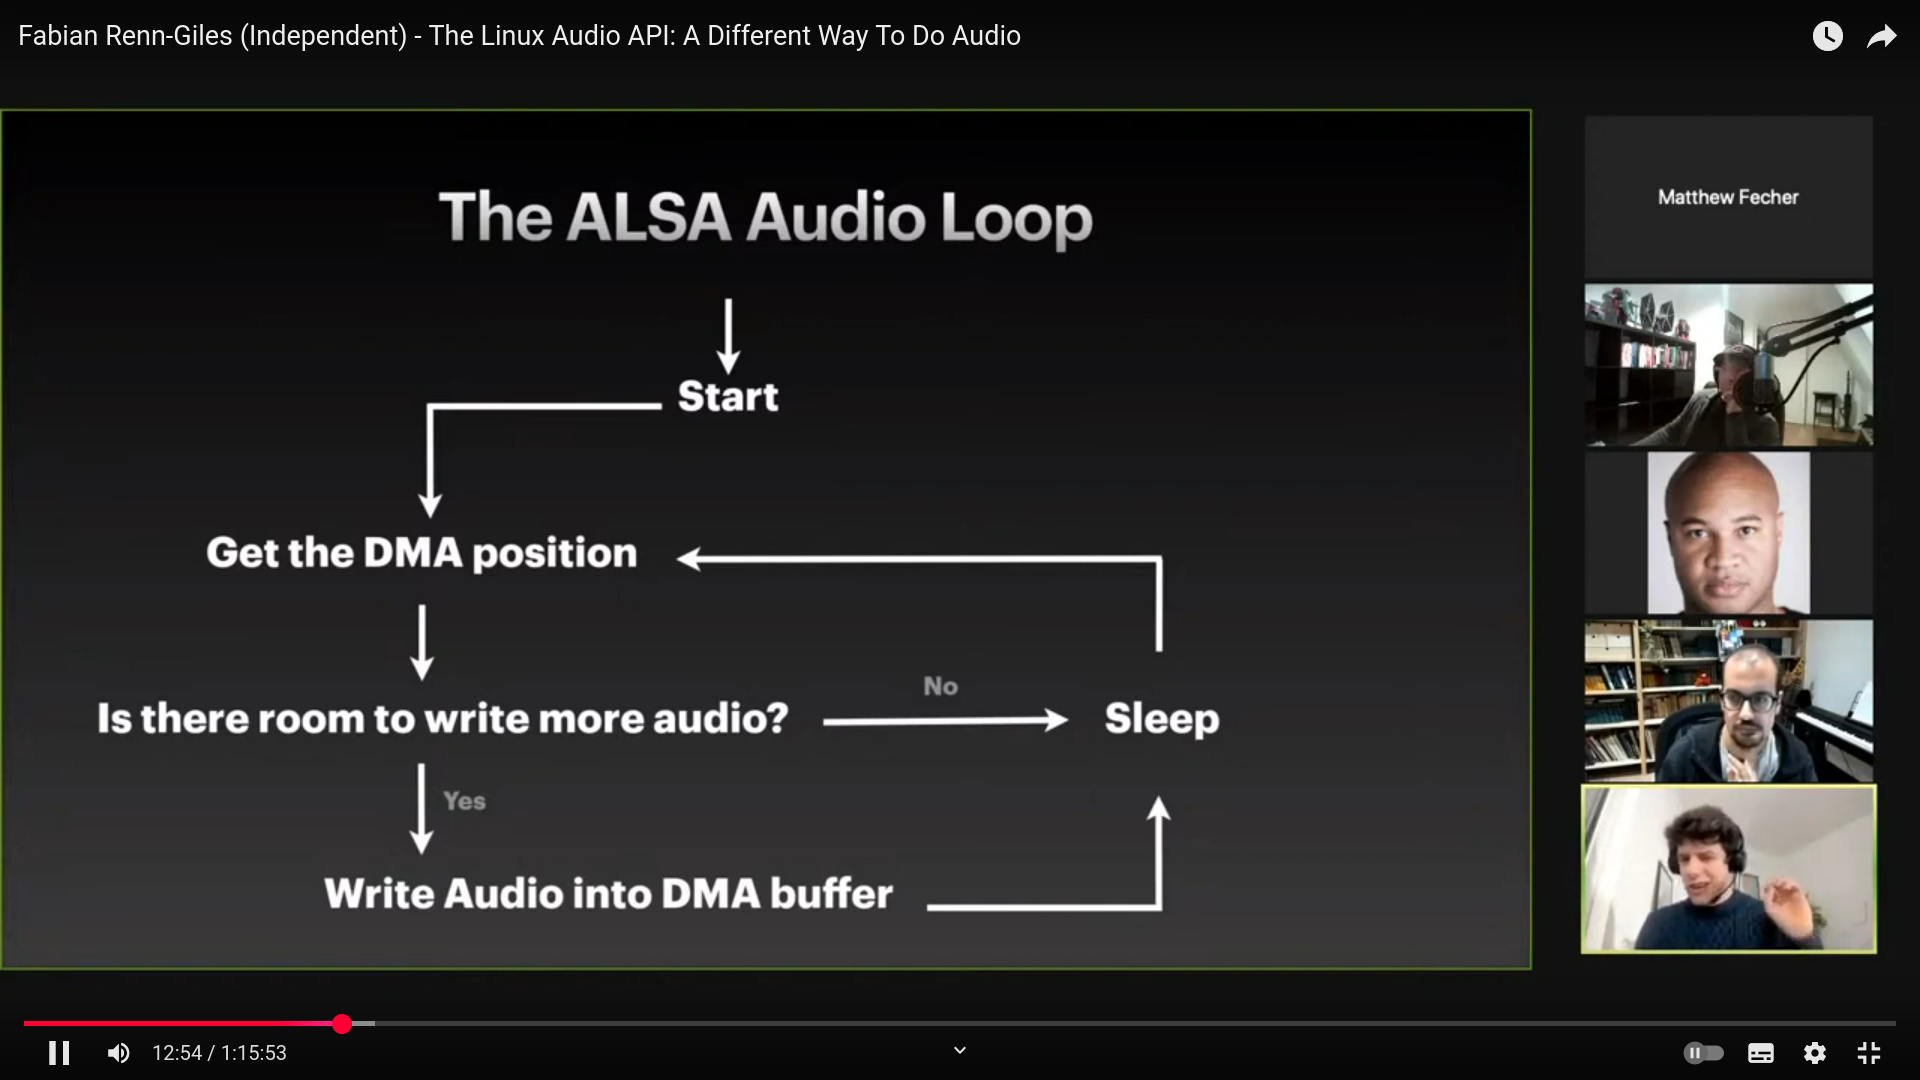 Fabian Renn-Giles (Independent) - The Linux Audio API: A Different Way To Do Audio
The ALSA Audio Loop
Matthew Fecher
Start
Get the DMA position
No
Is there room to write more audio?
Sleep
Yes
Write Audio into DMA buffer
12:54 / 1:15:53